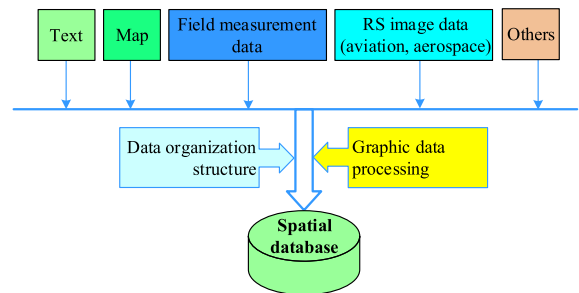 Text
Map
Field measurement
data
RS image data
(aviation, aerospace)
Others
Data organization
structure
Graphic data
processing
Spatial
database